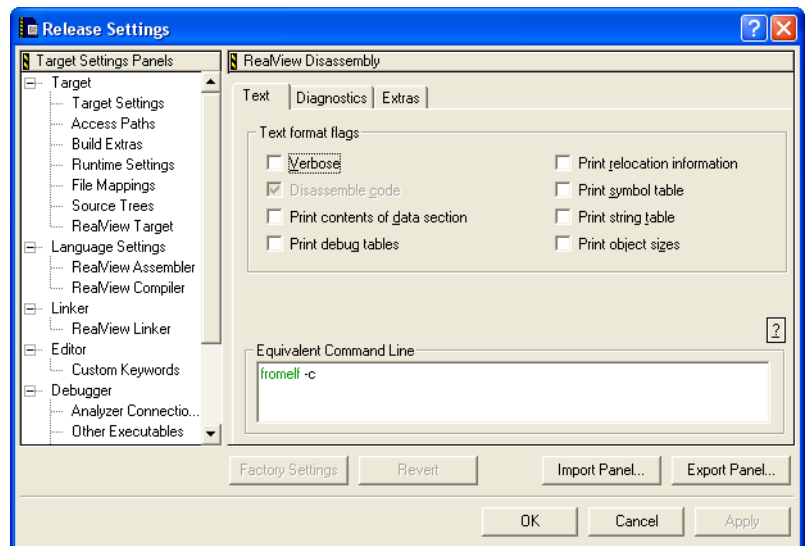 Release Settings
Target Settings Panels
Target
Target Settings
Access Paths
Build Extras
Runtime Settings
File Mappings
Source Trees
RealView Target
Language Settings
RealView Assembler
RealView Compiler
Linker
RealView Linker
Editor
Custom Keywords
Debugger
Analyzer Connectio...
Other Executables
RealView Disassembly
Text Diagnostics Extras
Text format flags
Verbose Print relocation information
Disassemble code Print symbol table
Print contents of data section Print string table
Print debug tables Print object sizes
?
Equivalent Command Line
fromelf -c
Factory Settings Revert Import Panel... Export Panel...
OK Cancel Apply